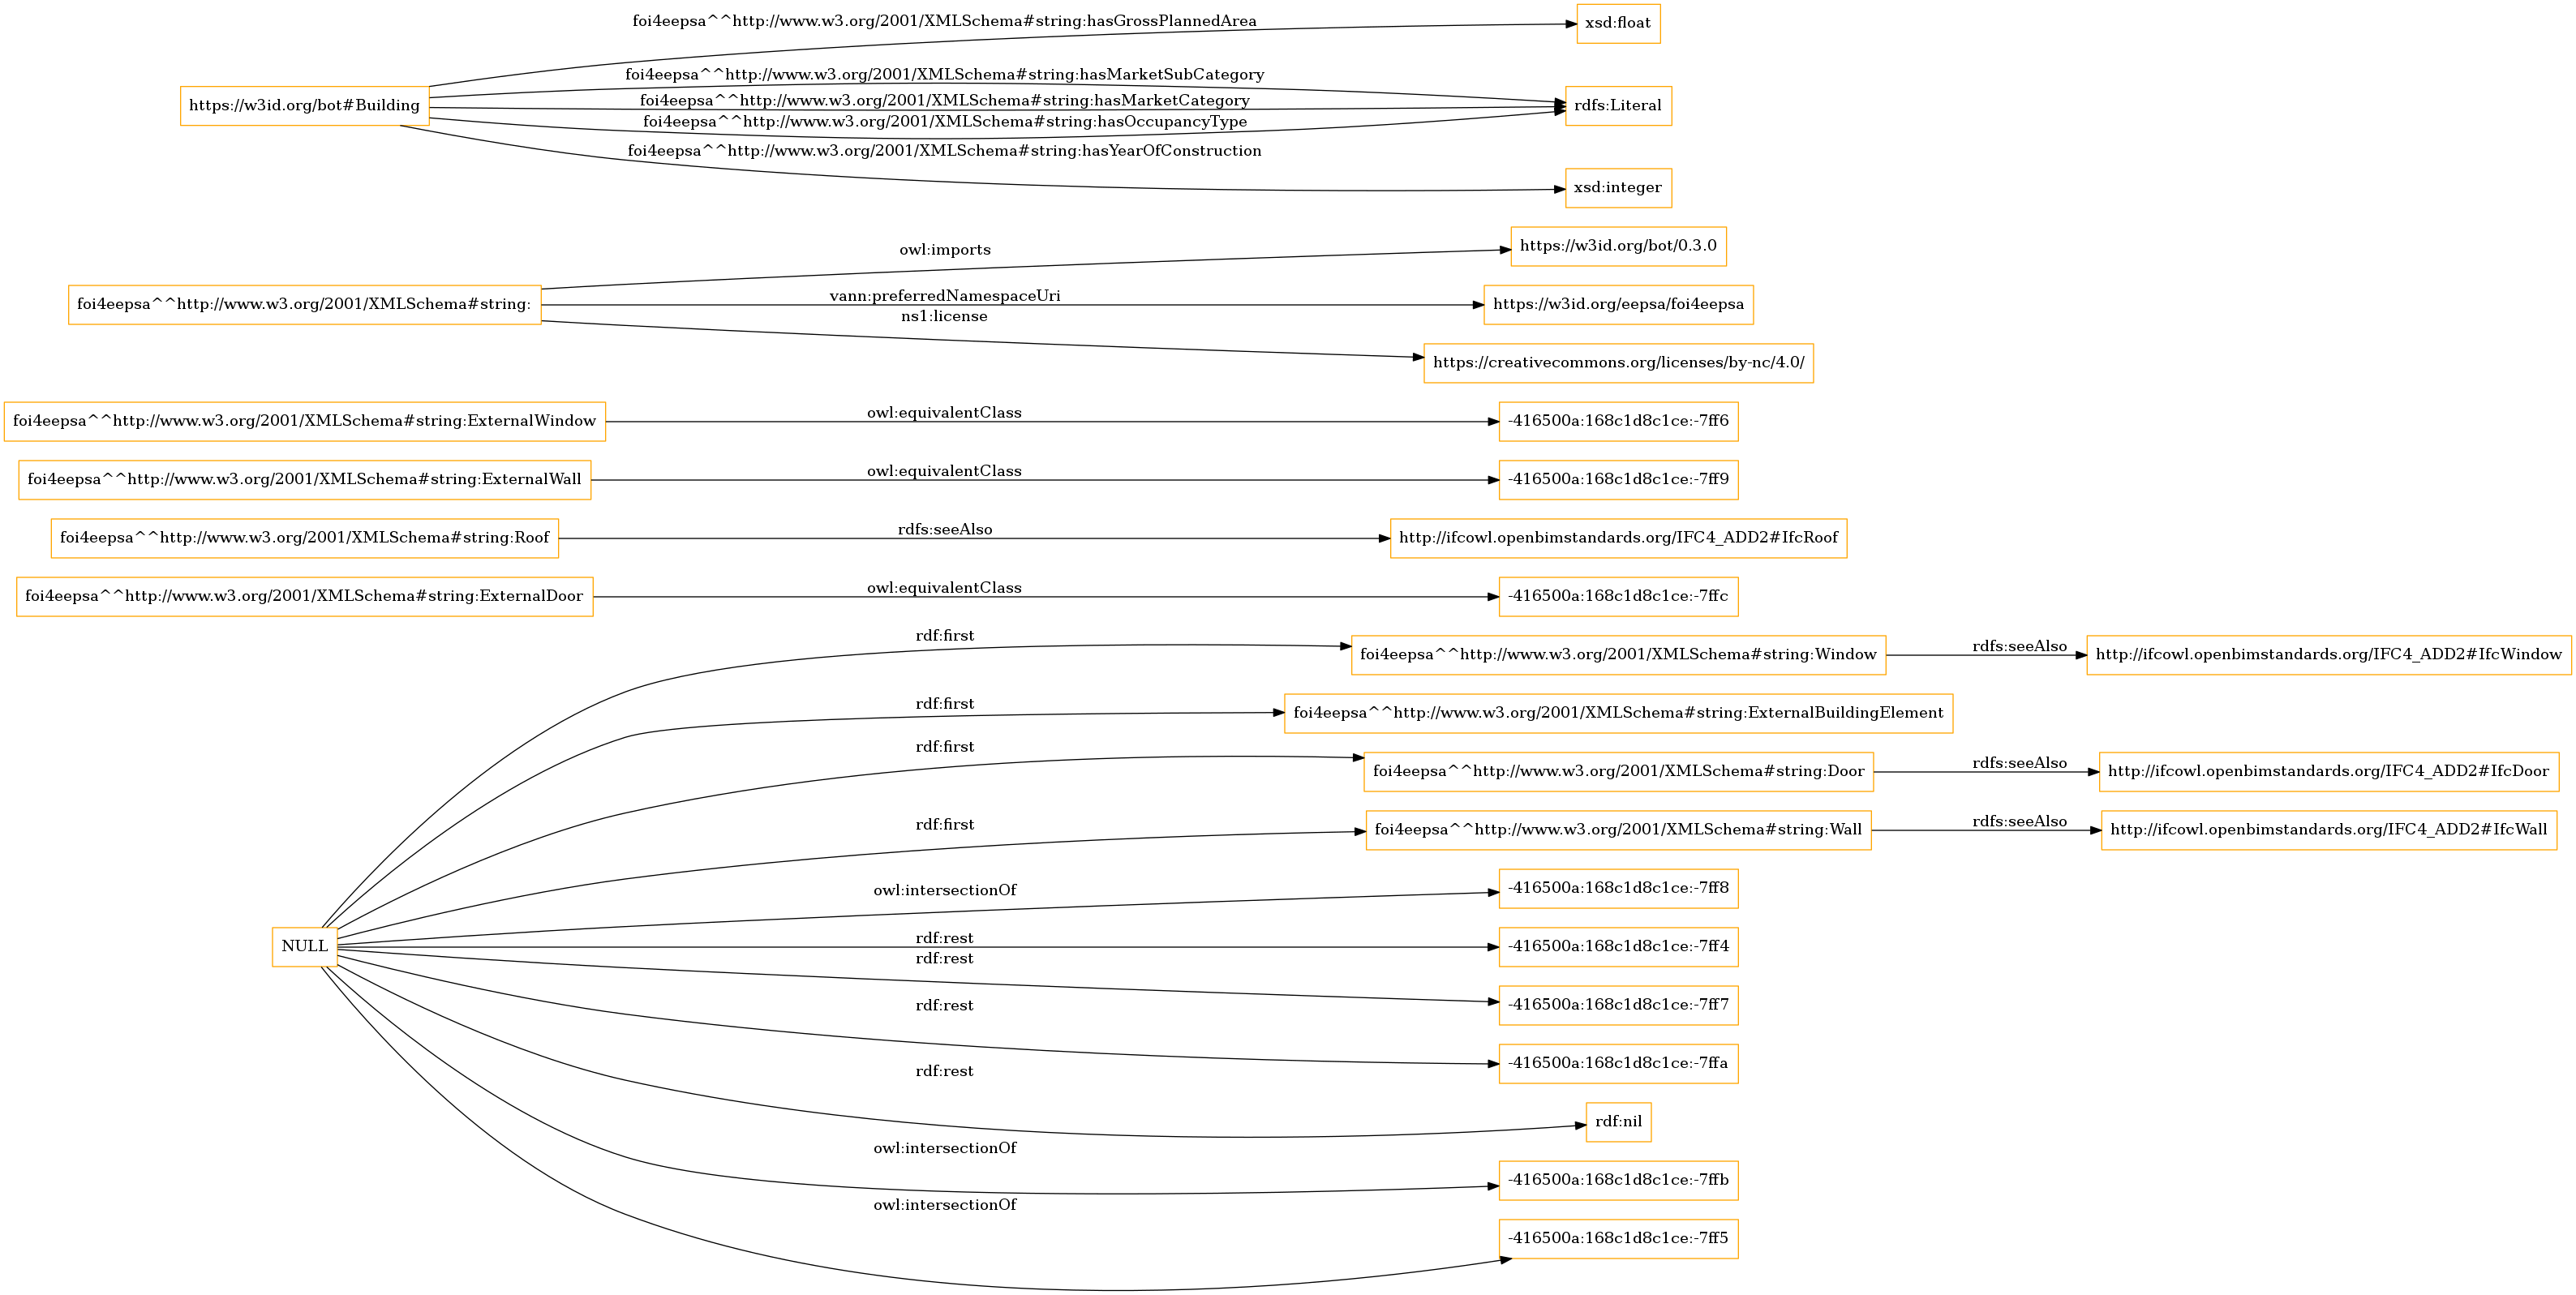 foi4eepsa^^http://www.w3.org/2001/XMLSchema#string:hasGrossPlannedArea
xsd:float
foi4eepsa^^http://www.w3.org/2001/XMLSchema#string:hasMarketSubCategory
https://w3id.org/bot#Building
foi4eepsa^^http://www.w3.org/2001/XMLSchema#string:hasMarketCategory
rdfs:Literal
foi4eepsa^^http://www.w3.org/2001/XMLSchema#string:hasOccupancyType
foi4eepsa^^http://www.w3.org/2001/XMLSchema#string:hasYearOfConstruction
xsd:integer
owl:imports
https://w3id.org/bot/0.3.0
foi4eepsa^^http://www.w3.org/2001/XMLSchema#string:
vann:preferredNamespaceUri
https://w3id.org/eepsa/foi4eepsa
ns1:license
https://creativecommons.org/licenses/by-nc/4.0/
foi4eepsa^^http://www.w3.org/2001/XMLSchema#string:ExternalWindow
owl:equivalentClass
-416500a:168c1d8c1ce:-7ff6
foi4eepsa^^http://www.w3.org/2001/XMLSchema#string:ExternalWall
owl:equivalentClass
-416500a:168c1d8c1ce:-7ff9
foi4eepsa^^http://www.w3.org/2001/XMLSchema#string:Roof
rdfs:seeAlso
http://ifcowl.openbimstandards.org/IFC4_ADD2#IfcRoof
foi4eepsa^^http://www.w3.org/2001/XMLSchema#string:ExternalDoor
owl:equivalentClass
-416500a:168c1d8c1ce:-7ffc
rdf:first
foi4eepsa^^http://www.w3.org/2001/XMLSchema#string:Window
rdfs:seeAlso
http://ifcowl.openbimstandards.org/IFC4_ADD2#IfcWindow
rdf:first
foi4eepsa^^http://www.w3.org/2001/XMLSchema#string:ExternalBuildingElement
rdf:first
foi4eepsa^^http://www.w3.org/2001/XMLSchema#string:Door
rdfs:seeAlso
http://ifcowl.openbimstandards.org/IFC4_ADD2#IfcDoor
rdf:first
foi4eepsa^^http://www.w3.org/2001/XMLSchema#string:Wall
rdfs:seeAlso
http://ifcowl.openbimstandards.org/IFC4_ADD2#IfcWall
owl:intersectionOf
-416500a:168c1d8c1ce:-7ff8
NULL
rdf:rest
-416500a:168c1d8c1ce:-7ff4
rdf:rest
-416500a:168c1d8c1ce:-7ff7
rdf:rest
-416500a:168c1d8c1ce:-7ffa
rdf:rest
rdf:nil
owl:intersectionOf
-416500a:168c1d8c1ce:-7ffb
owl:intersectionOf
-416500a:168c1d8c1ce:-7ff5